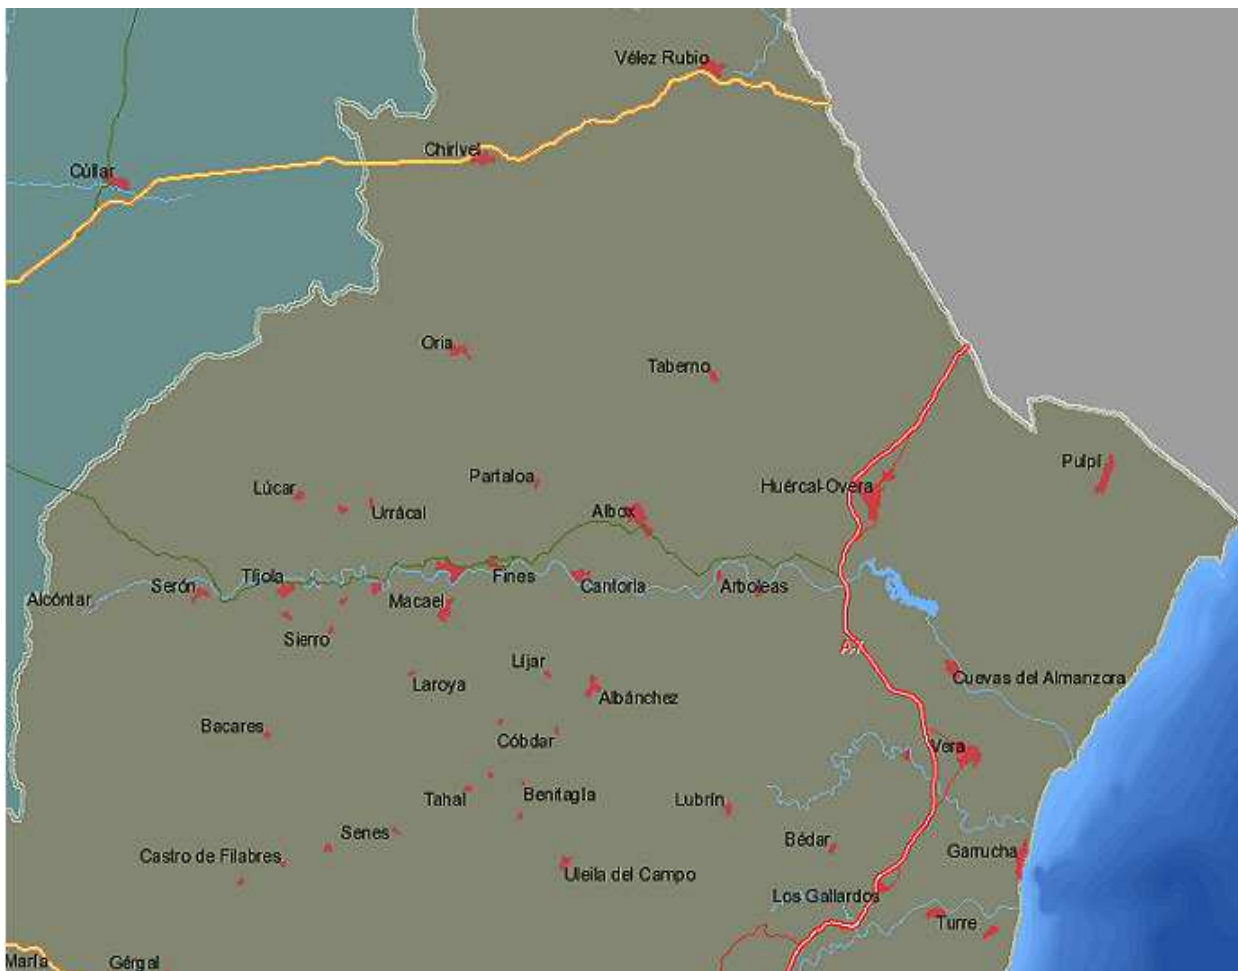 Vélez Rubio
Chirivel
Cúllar
Oria
Taberno
Pulpí
Partaloa
Huércal-Overa
Lúcar
Urrácal
Albox
Tíjola
Fines
Serón
Cantoria
Arboleas
Alcóntar
Macael
Sierro
A-7
Líjar
Laroya
Cuevas del Almanzora
Albánchez
Bacares
Cóbdar
Vera
Tahal
Benitagla
Lubrín
Senes
Bédar
Castro de Filabres
Garrucha
Uleila del Campo
Los Gallardos
Turre
María
Gérgal